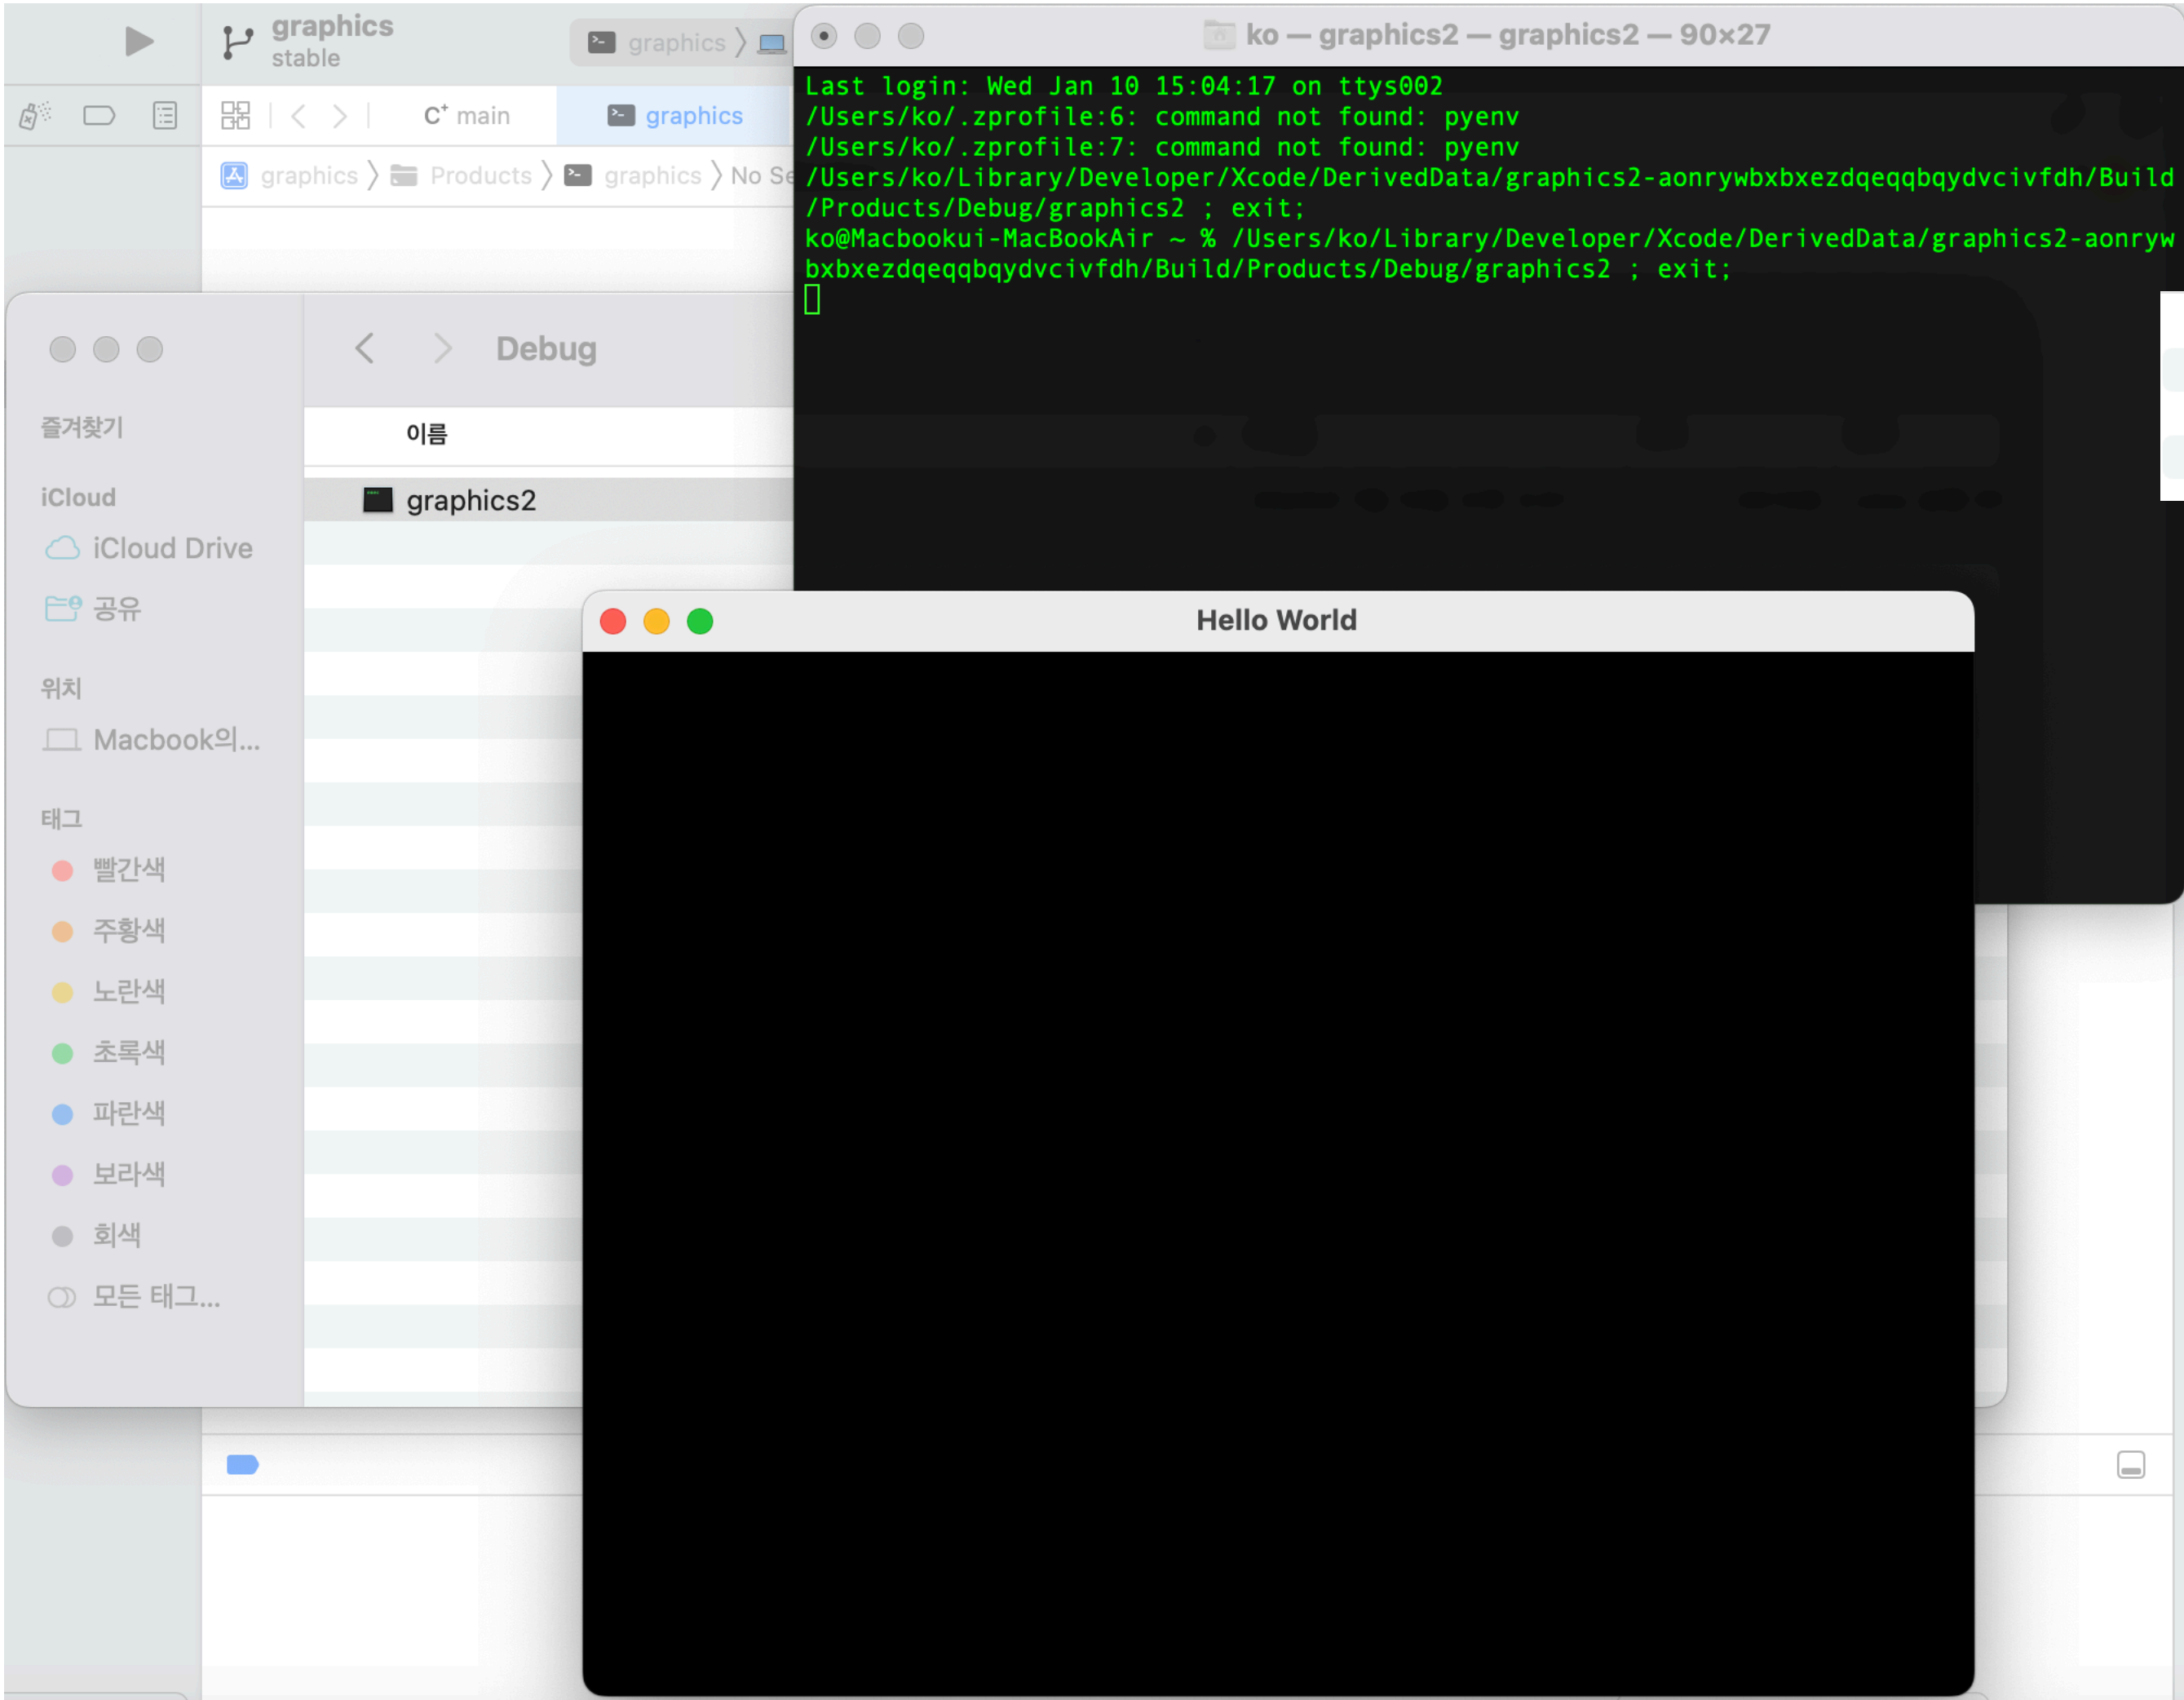 graphics
stable
graphics
ko — graphics2 — graphics2 — 90×27
C+ main
graphics
graphics
Products
graphics
No Se
Last login: Wed Jan 10 15:04:17 on ttys002
/Users/ko/.zprofile:6: command not found: pyenv
/Users/ko/.zprofile:7: command not found: pyenv
/Users/ko/Library/Developer/Xcode/DerivedData/graphics2-aonrywbxbxezdqeqqbqydvcivfdh/Build
/Products/Debug/graphics2 ; exit;
ko@Macbookui-MacBookAir ~ % /Users/ko/Library/Developer/Xcode/DerivedData/graphics2-aonryw
bxbxezdqeqqbqydvcivfdh/Build/Products/Debug/graphics2 ; exit;
Debug
즐겨찾기
iCloud
iCloud Drive
공유
위치
Macbook의...
태그
빨간색
주황색
노란색
초록색
파란색
보라색
회색
모든 태그...
이름
graphics2
Hello World